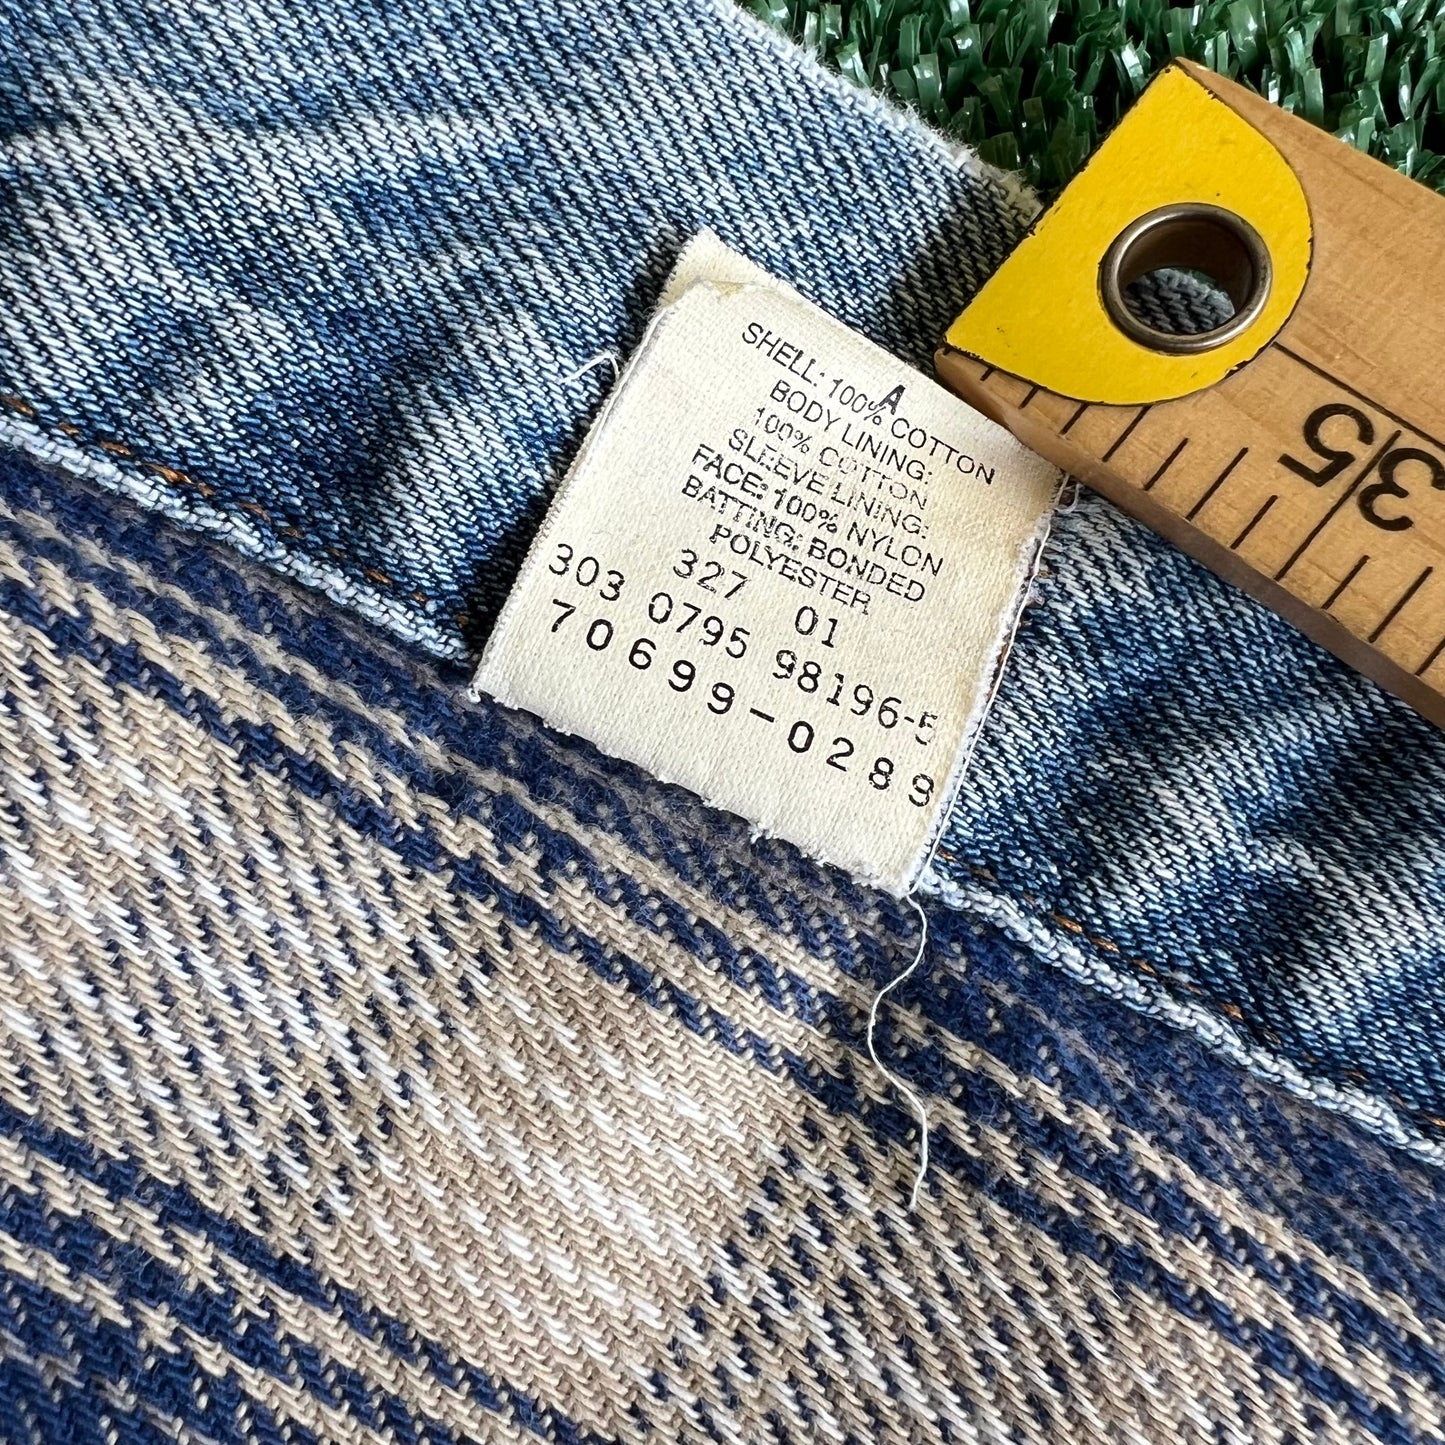 A
SHELL: 100% COTTON
BODY LINING:
100% COTTON
SLEEVE LINING:
FACE: 100% NYLON
BATTING: BONDED
POLYESTER
327 01
303 0795 98196-5
70699-0289
5
35